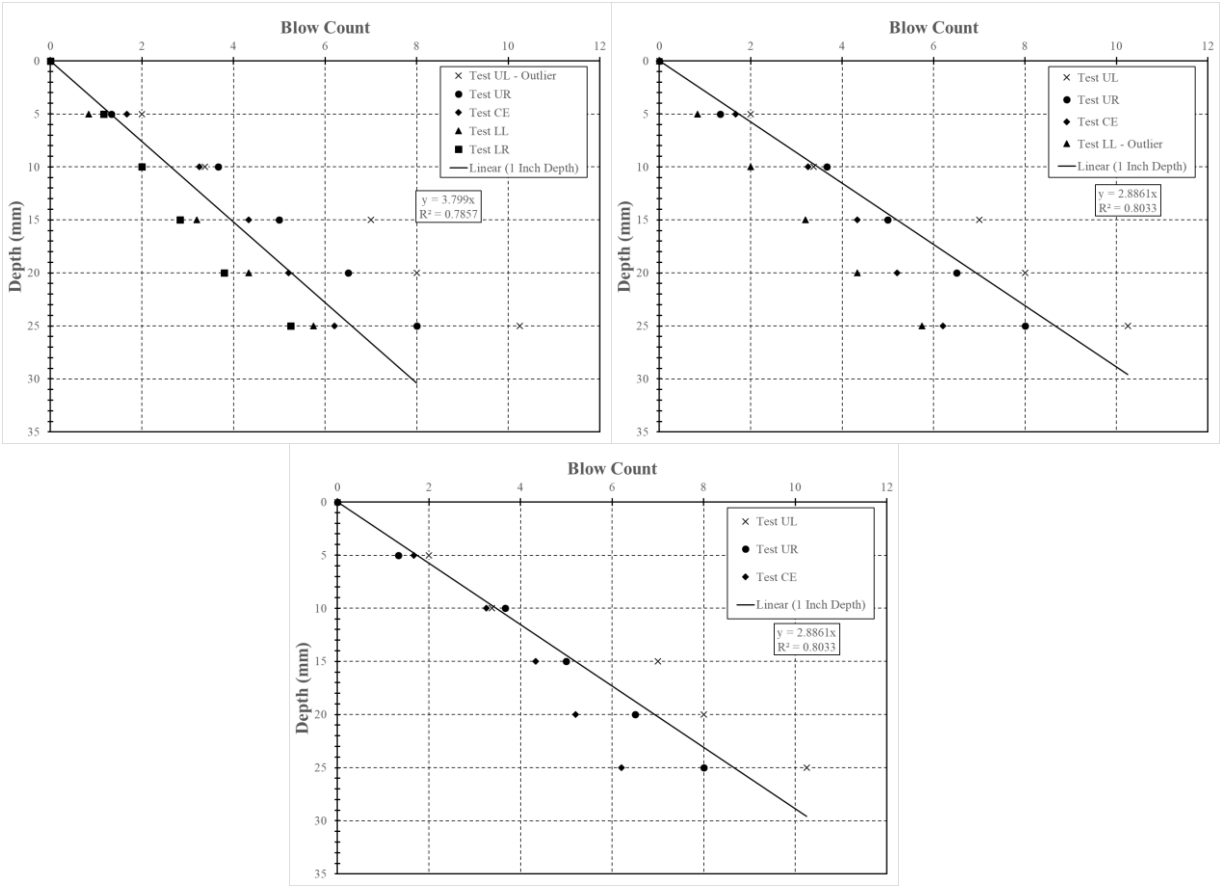 Blow Count
0 2 4 6 8 10 12
0
5
10
15
20
25
30
35
Depth (mm)
Test UL - Outlier
Test UR
Test CE
Test LL
Test LR
Linear (1 Inch Depth)
y = 3.799x
R² = 0.7857
Blow Count
0 2 4 6 8 10 12
0
5
10
15
20
25
30
35
Depth (mm)
Test UL
Test UR
Test CE
Test LL - Outlier
Linear (1 Inch Depth)
y = 2.8861x
R² = 0.8033
Blow Count
0 2 4 6 8 10 12
0
5
10
15
20
25
30
35
Depth (mm)
Test UL
Test UR
Test CE
Linear (1 Inch Depth)
y = 2.8861x
R² = 0.8033